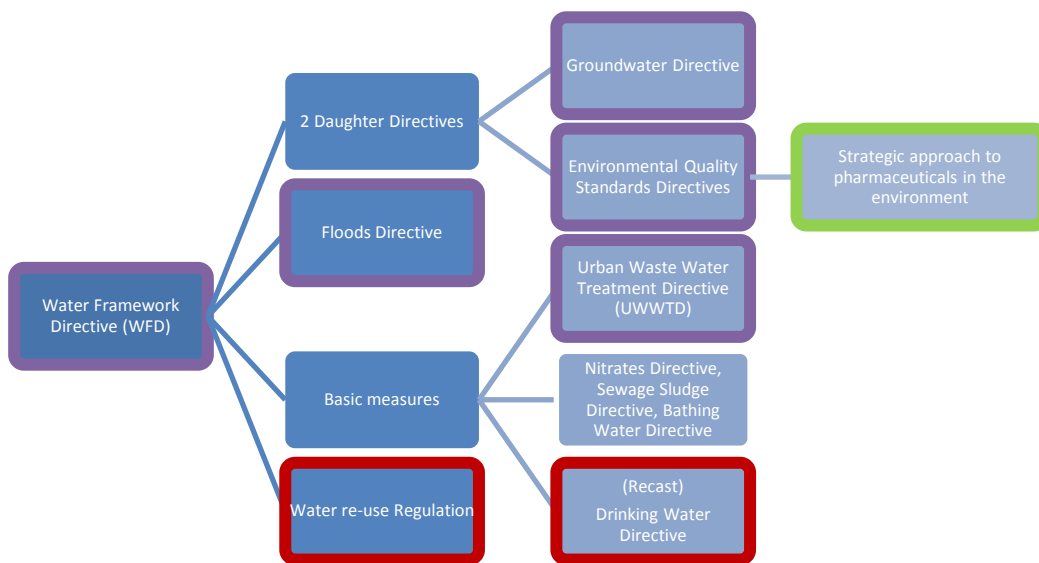 Water Framework
Directive (WFD)
2 Daughter Directives
Floods Directive
Basic measures
Water re-use Regulation
Groundwater Directive
Environmental Quality
Standards Directives
Urban Waste Water
Treatment Directive
(UWWTD)
Nitrates Directive,
Sewage Sludge
Directive, Bathing
Water Directive
(Recast)
Drinking Water
Directive
Strategic approach to
pharmaceuticals in the
environment